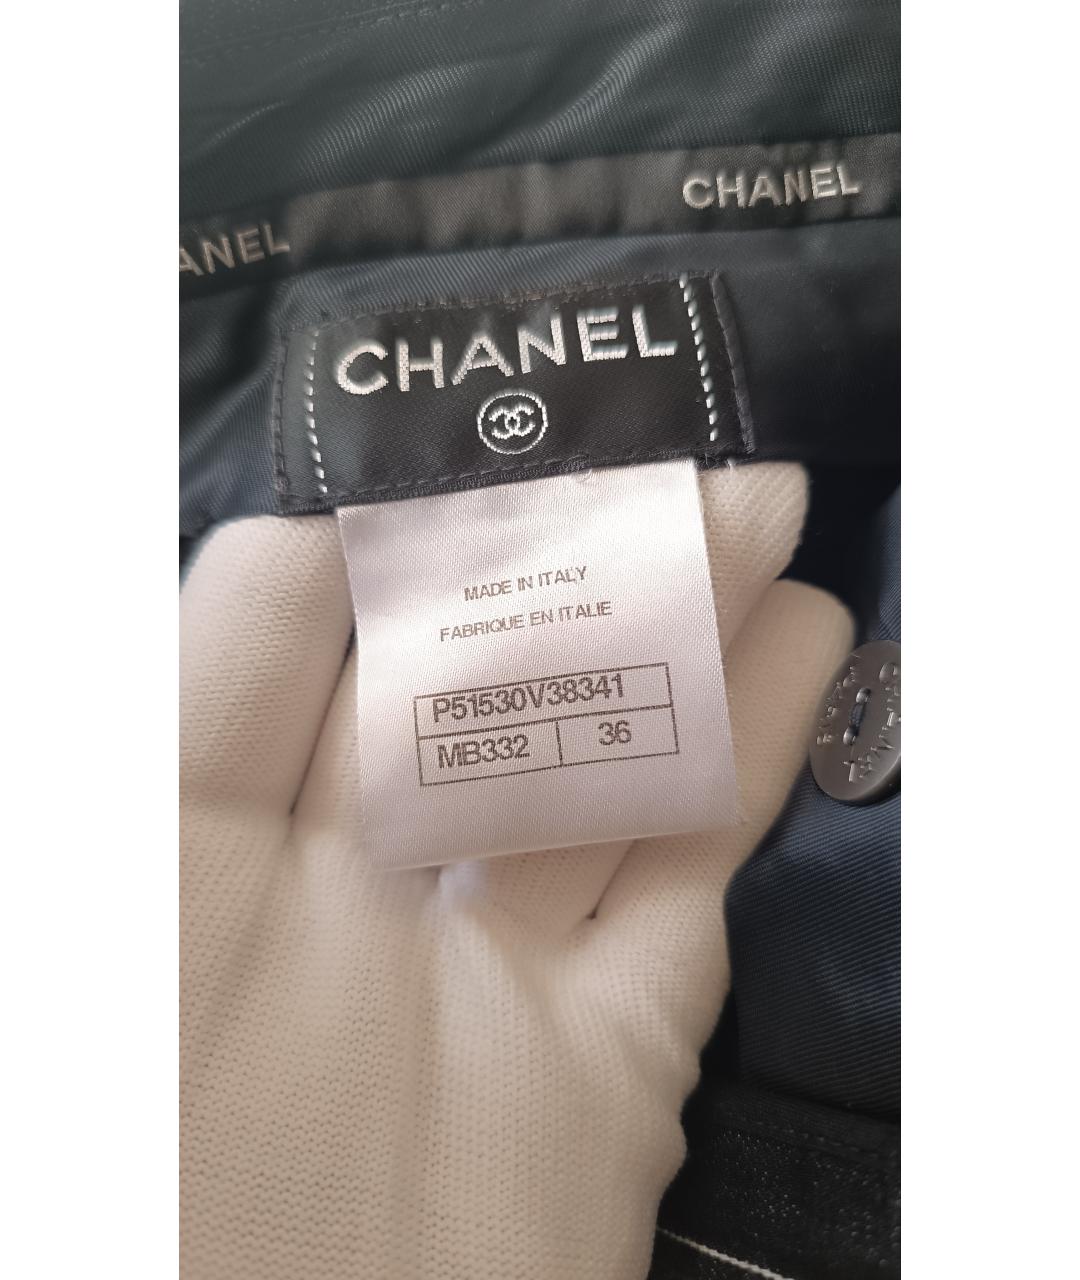 CHANEL
ANEL
CHANEL
MADE IN ITALY
FABRIQUE EN ITALIE
P51530V38341
MB332 36